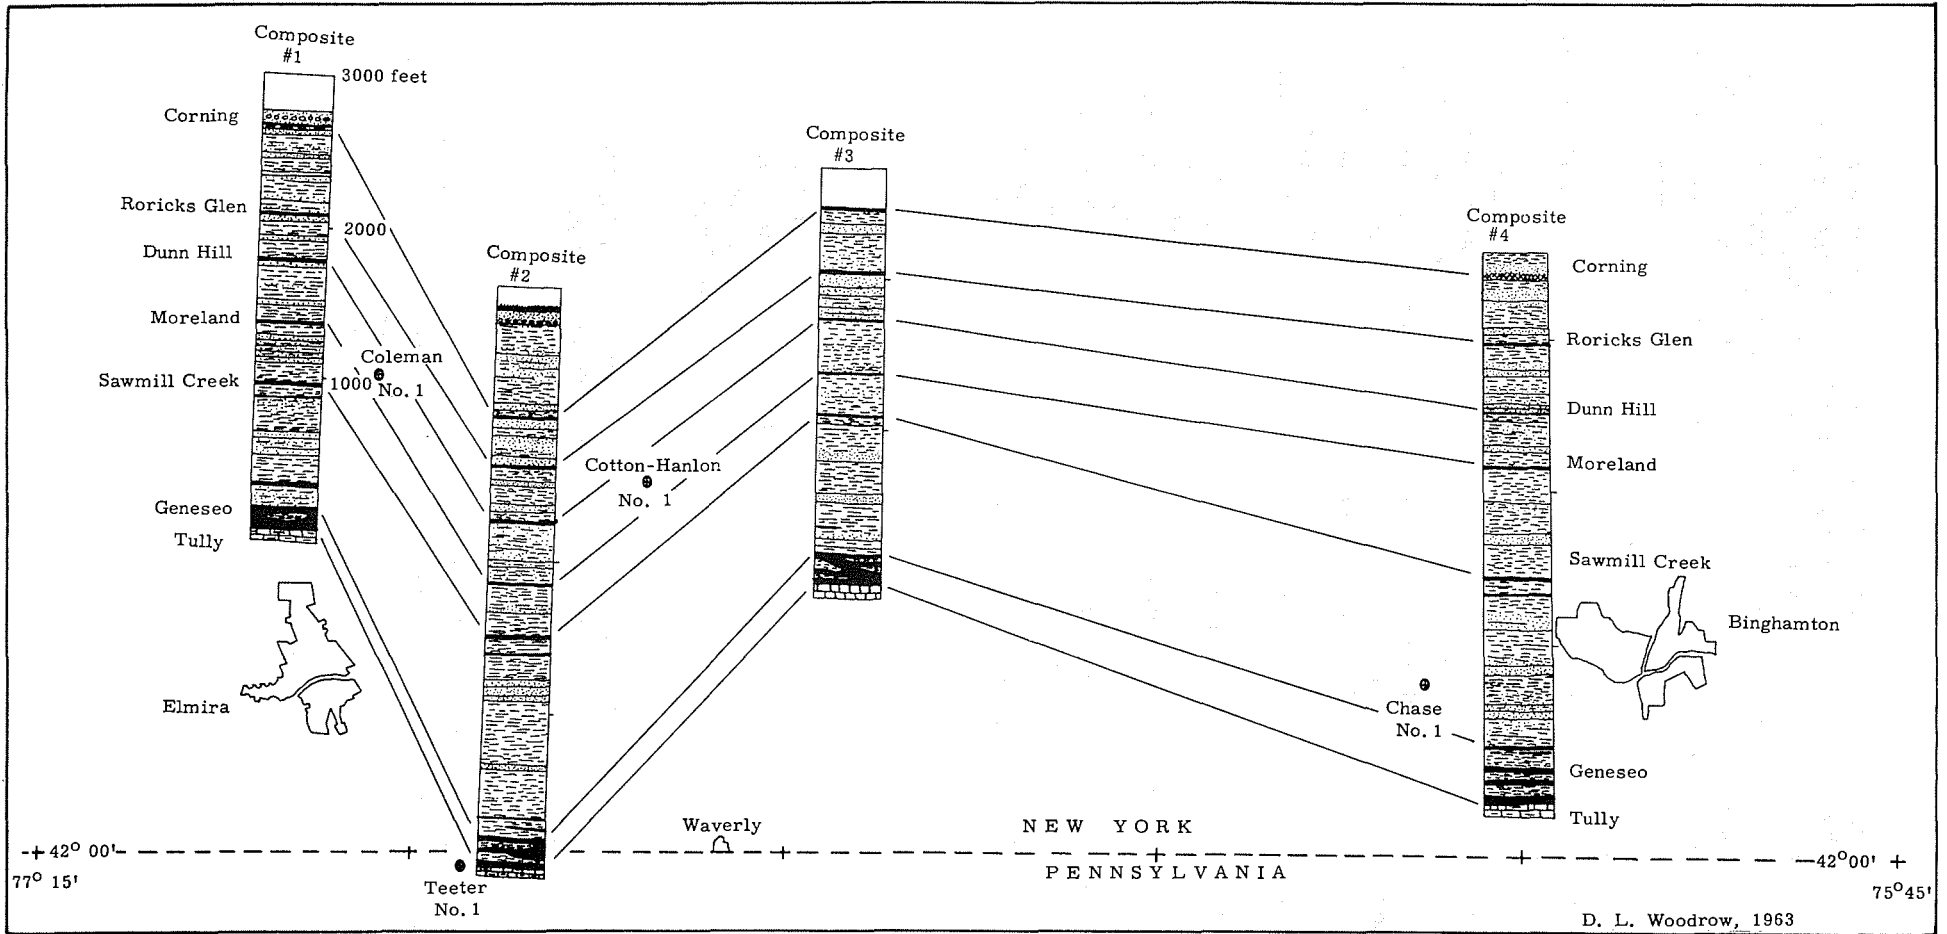 Composite
#1
3000 feet
Corning
Roricks Glen
2000
Dunn Hill
Moreland
Coleman
No. 1
Sawmill Creek
1000
Geneseo
Tully
Elmira
Composite
#2
Cotton-Hanlon
No. 1
Composite
#3
Composite
#4
Corning
Roricks Glen
Dunn Hill
Moreland
Sawmill Creek
Binghamton
Chase
No. 1
Geneseo
Tully
Waverly
NEW YORK
42° 00'
42°00'
77° 15'
PENNSYLVANIA
75°45'
Teeter
No. 1
D. L. Woodrow, 1963